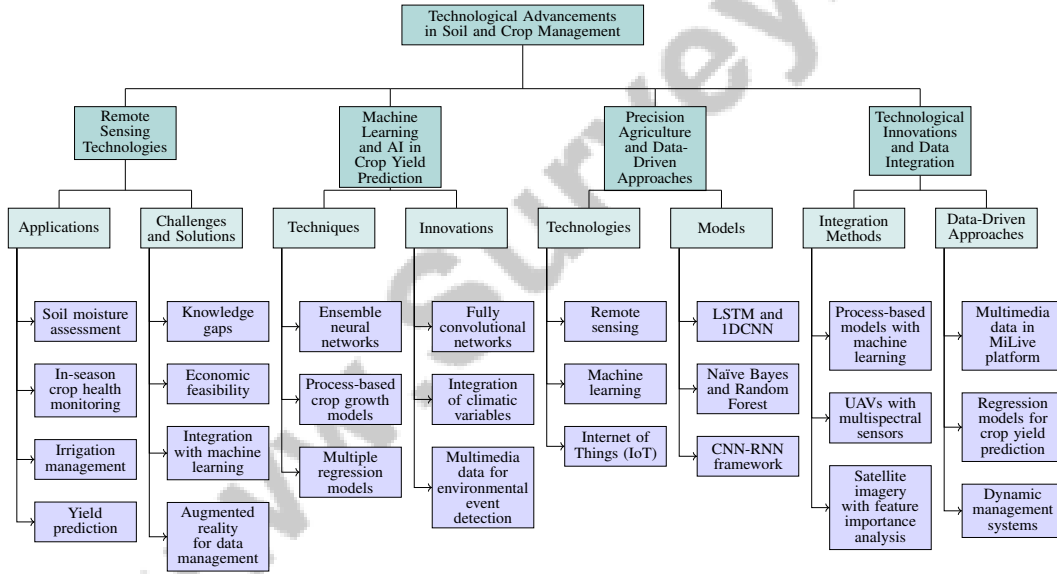 Technological Advancements
in Soil and Crop Management
Remote
Sensing
Technologies
Machine
Learning
and AI in
Crop Yield
Prediction
Precision
Agriculture
and Data-
Driven
Approaches
Technological
Innovations
and Data
Integration
Applications
Challenges
and Solutions
Techniques
Innovations
Technologies
Models
Integration
Methods
Data-Driven
Approaches
Soil moisture
assessment
In-season
crop health
monitoring
Irrigation
management
Yield
prediction
Knowledge
gaps
Economic
feasibility
Integration
with machine
learning
Augmented
reality
for data
management
Ensemble
neural
networks
Process-based
crop growth
models
Multiple
regression
models
Fully
convolutional
networks
Integration
of climatic
variables
Multimedia
data for
environmental
event
detection
Remote
sensing
Machine
learning
Internet of
Things (IoT)
LSTM and
1DCNN
Naïve Bayes
and Random
Forest
CNN-RNN
framework
Process-based
models with
machine
learning
UAVs with
multispectral
sensors
Satellite
imagery
with feature
importance
analysis
Multimedia
data in
MiLive
platform
Regression
models for
crop yield
prediction
Dynamic
management
systems
www.Survey